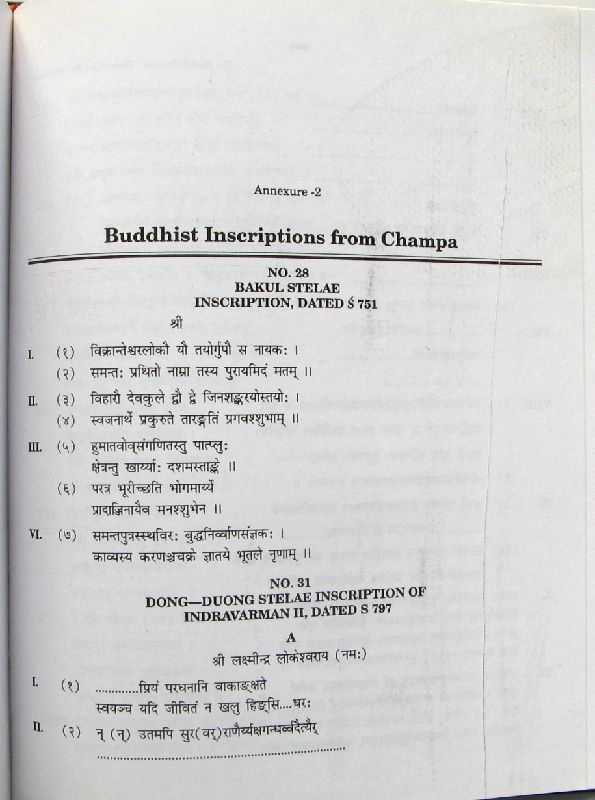 Annexure -2
Buddhist Inscriptions from Champa
NO. 28
BAKUL STELAE
INSCRIPTION, DATED Ś 751
श्री
I. (१) विक्रान्तेश्वरलोकौ यौ तयोर्गुपौ स नायकः ।
(२) समन्तः प्रथितो नाम्रा तस्य पुरायमिदं मतम् ॥
II. (३) विहारौ देवकुले द्वौ द्वे जिनशङ्करयोस्तयोः ।
(४) स्वजनार्थे प्रकुरुते तारङ्गतिं प्रगवश्शुभाम् ॥
III. (५) हुमातवोव्संगणितस्तु पात्प्लुः
क्षेत्रन्तु खार्य्याः दशमस्ताङ्के ॥
(६) परत्र भूरीच्छति भोगमार्य्ये
प्रादाज्जिनायैव मनश्शुभेन ॥
VI. (७) समन्तपुत्रस्स्थविरः बुद्धनिर्व्वाणसंज्ञकः ।
काव्यस्य करणञ्चचक्रे ज्ञातये भूतले नृणाम् ॥
NO. 31
DONG—DUONG STELAE INSCRIPTION OF
INDRAVARMAN II, DATED S 797
A
श्री लक्ष्मीन्द्र लोकेश्वराय (नमः)
I. (१) ............प्रियं परधनानि वाकाङ्क्षते
स्वयञ्च यदि जीवितं न खलु हिङ्सि....धरः
II. (२) न् (न्) उतमपि सुर(वर्)राणैर्य्यक्षगन्धर्व्वदैत्यैर्
..........................................................